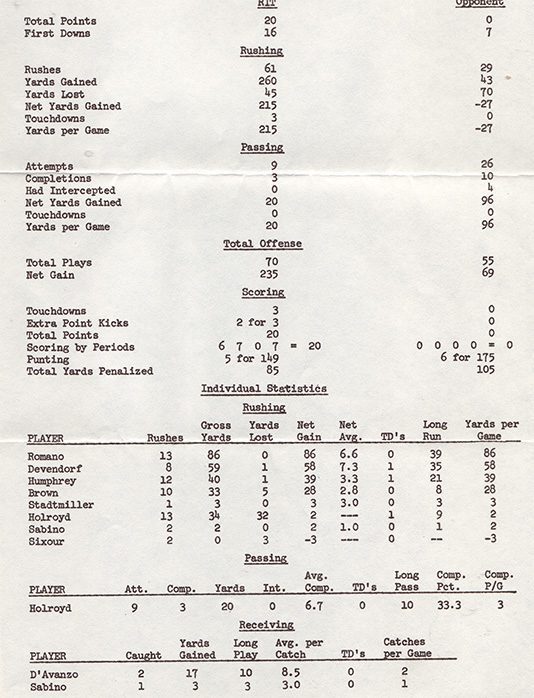 RIT Opponent
Total Points 20 0
First Downs 16 7
Rushing
Rushes 61 29
Yards Gained 260 43
Yards Lost 45 70
Net Yards Gained 215 -27
Touchdowns 3 0
Yards per Game 215 -27
Passing
Attempts 9 26
Completions 3 10
Had Intercepted 0 4
Net Yards Gained 20 96
Touchdowns 0 0
Yards per Game 20 96
Total Offense
Total Plays 70 55
Net Gain 235 69
Scoring
Touchdowns 3 0
Extra Point Kicks 2 for 3 0
Total Points 20 0
Scoring by Periods 6 7 0 7 = 20 0 0 0 0 = 0
Punting 5 for 149 6 for 175
Total Yards Penalized 85 105
Individual Statistics
Rushing
Gross Yards Net Net Long Yards per
PLAYER Rushes Yards Lost Gain Avg. TD's Run Game
Romano 13 86 0 86 6.6 0 39 86
Devendorf 8 59 1 58 7.3 1 35 58
Humphrey 12 40 1 39 3.3 1 21 39
Brown 10 33 5 28 2.8 0 8 28
Stadtmiller 1 3 0 3 3.0 0 3 3
Holroyd 13 34 32 2 --- 1 9 2
Sabino 2 2 0 2 1.0 0 1 2
Sixour 2 0 3 -3 --- 0 -- -3
Passing
Avg. Long Comp. Comp.
PLAYER Att. Comp. Yards Int. Comp. TD's Pass Pct. P/G
Holroyd 9 3 20 0 6.7 0 10 33.3 3
Receiving
Yards Long Avg. per Catches
PLAYER Caught Gained Play Catch TD's per Game
D'Avanzo 2 17 10 8.5 0 2
Sabino 1 3 3 3.0 0 1